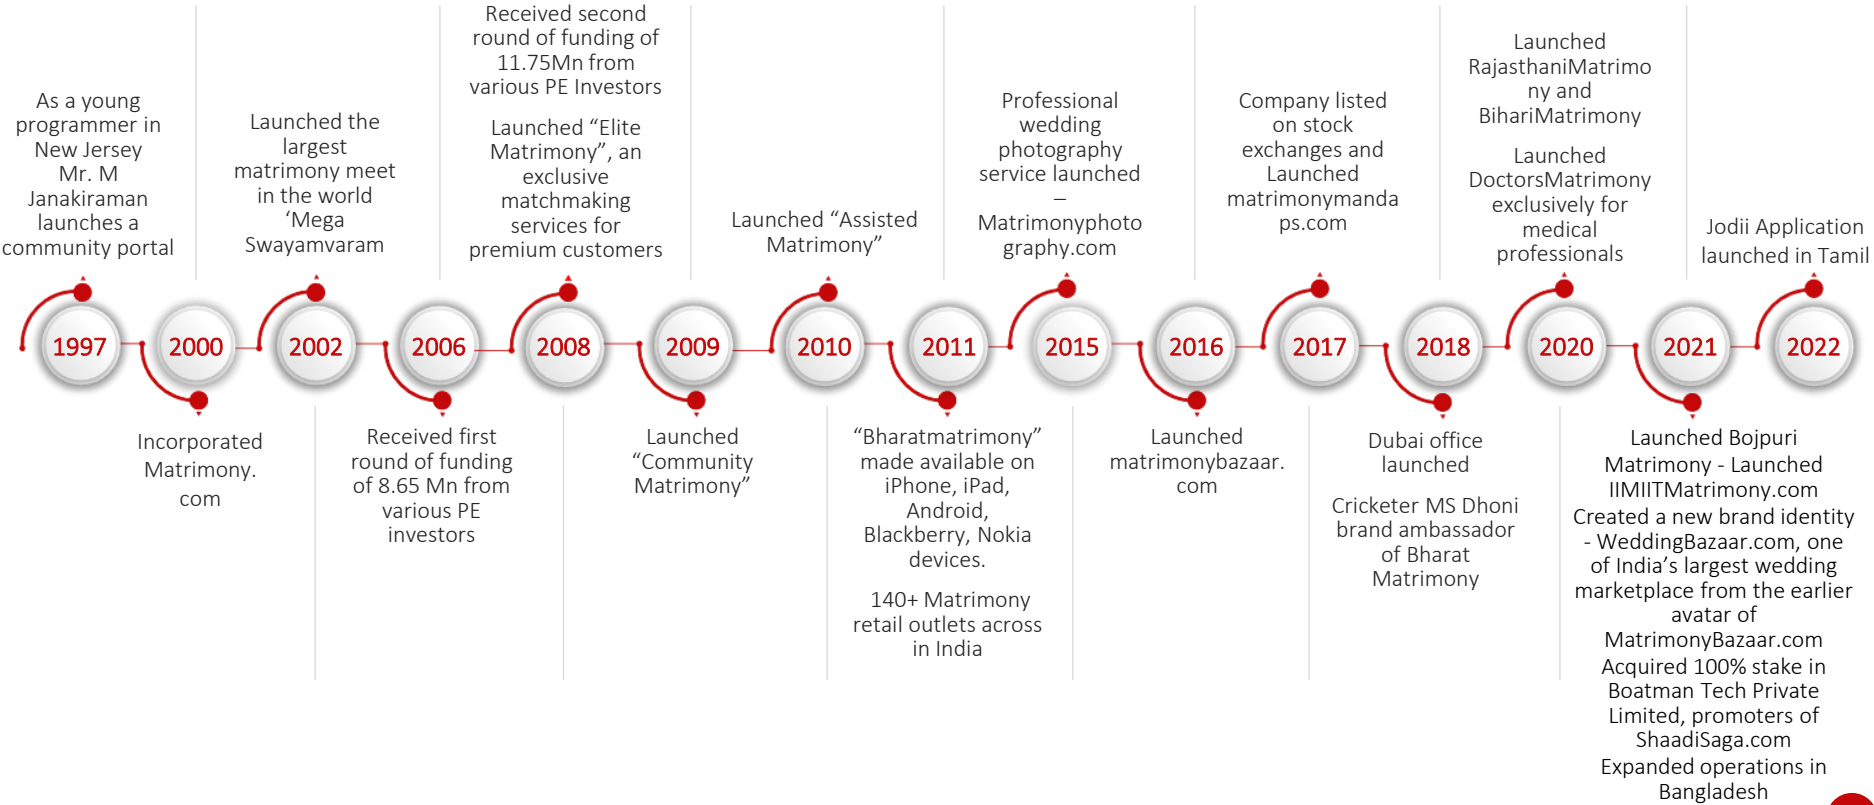 As a young
programmer in
New Jersey
Mr. M
Janakiraman
launches a
community portal
Launched the
largest
matrimony meet
in the world
‘Mega
Swayamvaram
Received second
round of funding of
11.75Mn from
various PE Investors
Launched “Elite
Matrimony”, an
exclusive
matchmaking
services for
premium customers
Launched “Assisted
Matrimony”
Professional
wedding
photography
service launched
–
Matrimonyphoto
graphy.com
Company listed
on stock
exchanges and
Launched
matrimonymanda
ps.com
Launched
RajasthaniMatrimo
ny and
BihariMatrimony
Launched
DoctorsMatrimony
exclusively for
medical
professionals
Jodii Application
launched in Tamil
1997 2000 2002 2006 2008 2009 2010 2011 2015 2016 2017 2018 2020 2021 2022
Incorporated
Matrimony.
com
Received first
round of funding
of 8.65 Mn from
various PE
investors
Launched
“Community
Matrimony”
“Bharatmatrimony”
made available on
iPhone, iPad,
Android,
Blackberry, Nokia
devices.
140+ Matrimony
retail outlets across
in India
Launched
matrimonybazaar.
com
Dubai office
launched
Cricketer MS Dhoni
brand ambassador
of Bharat
Matrimony
Launched Bojpuri
Matrimony - Launched
IIMIITMatrimony.com
Created a new brand identity
- WeddingBazaar.com, one
of India’s largest wedding
marketplace from the earlier
avatar of
MatrimonyBazaar.com
Acquired 100% stake in
Boatman Tech Private
Limited, promoters of
ShaadiSaga.com
Expanded operations in
Bangladesh